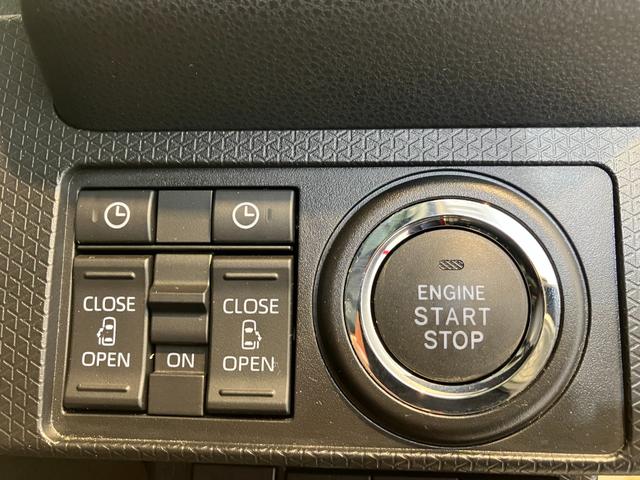 CLOSE
OPEN
ON
CLOSE
OPEN
ENGINE
START
STOP